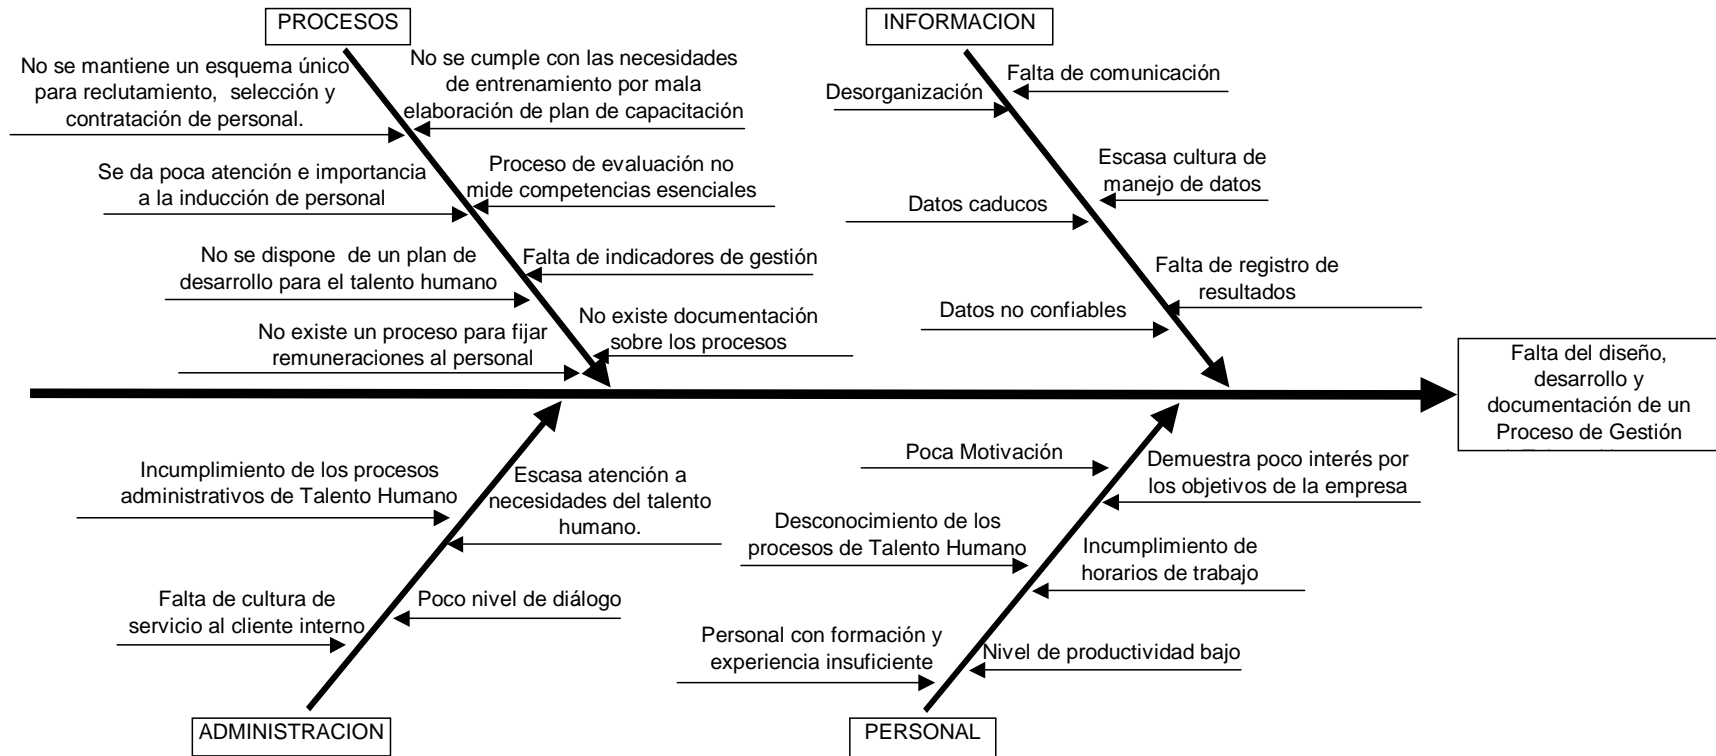 PROCESOS
No se mantiene un esquema único
para reclutamiento, selección y
contratación de personal.
No se cumple con las necesidades
de entrenamiento por mala
elaboración de plan de capacitación
Se da poca atención e importancia
a la inducción de personal
Proceso de evaluación no
mide competencias esenciales
No se dispone de un plan de
desarrollo para el talento humano
Falta de indicadores de gestión
No existe un proceso para fijar
remuneraciones al personal
No existe documentación
sobre los procesos
INFORMACION
Desorganización
Falta de comunicación
Datos caducos
Escasa cultura de
manejo de datos
Datos no confiables
Falta de registro de
resultados
Falta del diseño,
desarrollo y
documentación de un
Proceso de Gestión
Incumplimiento de los procesos
administrativos de Talento Humano
Escasa atención a
necesidades del talento
humano.
Falta de cultura de
servicio al cliente interno
Poco nivel de diálogo
ADMINISTRACION
Poca Motivación
Demuestra poco interés por
los objetivos de la empresa
Desconocimiento de los
procesos de Talento Humano
Incumplimiento de
horarios de trabajo
Personal con formación y
experiencia insuficiente
Nivel de productividad bajo
PERSONAL